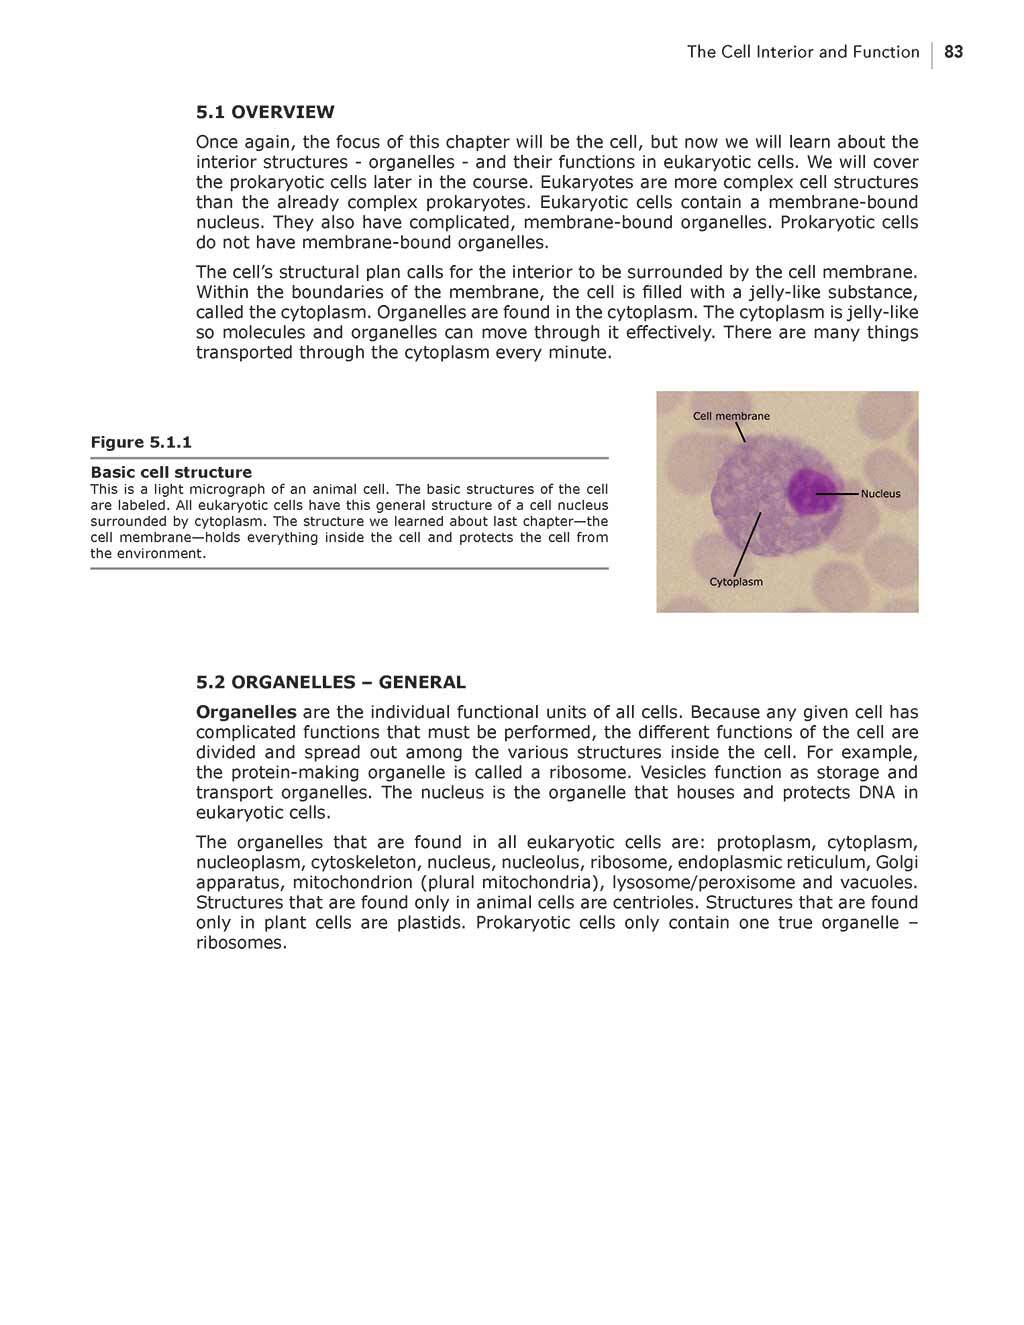 The Cell Interior and Function 83
5.1 OVERVIEW
Once again, the focus of this chapter will be the cell, but now we will learn about the
interior structures - organelles - and their functions in eukaryotic cells. We will cover
the prokaryotic cells later in the course. Eukaryotes are more complex cell structures
than the already complex prokaryotes. Eukaryotic cells contain a membrane-bound
nucleus. They also have complicated, membrane-bound organelles. Prokaryotic cells
do not have membrane-bound organelles.
The cell’s structural plan calls for the interior to be surrounded by the cell membrane.
Within the boundaries of the membrane, the cell is filled with a jelly-like substance,
called the cytoplasm. Organelles are found in the cytoplasm. The cytoplasm is jelly-like
so molecules and organelles can move through it effectively. There are many things
transported through the cytoplasm every minute.
Figure 5.1.1
Basic cell structure
This is a light micrograph of an animal cell. The basic structures of the cell
are labeled. All eukaryotic cells have this general structure of a cell nucleus
surrounded by cytoplasm. The structure we learned about last chapter—the
cell membrane—holds everything inside the cell and protects the cell from
the environment.
Cell membrane
Nucleus
Cytoplasm
5.2 ORGANELLES – GENERAL
Organelles are the individual functional units of all cells. Because any given cell has
complicated functions that must be performed, the different functions of the cell are
divided and spread out among the various structures inside the cell. For example,
the protein-making organelle is called a ribosome. Vesicles function as storage and
transport organelles. The nucleus is the organelle that houses and protects DNA in
eukaryotic cells.
The organelles that are found in all eukaryotic cells are: protoplasm, cytoplasm,
nucleoplasm, cytoskeleton, nucleus, nucleolus, ribosome, endoplasmic reticulum, Golgi
apparatus, mitochondrion (plural mitochondria), lysosome/peroxisome and vacuoles.
Structures that are found only in animal cells are centrioles. Structures that are found
only in plant cells are plastids. Prokaryotic cells only contain one true organelle –
ribosomes.